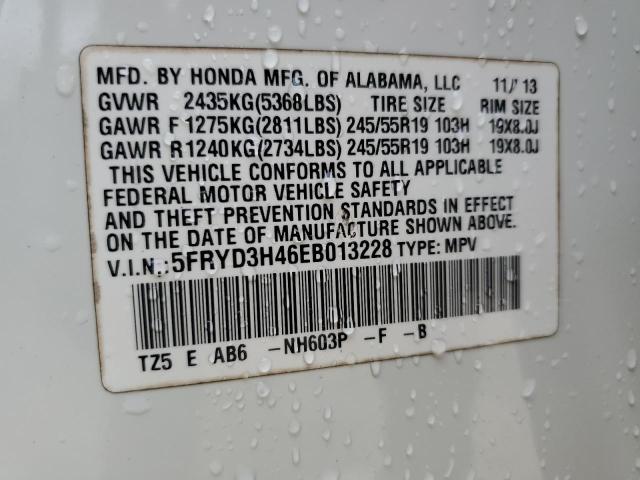 MFD. BY HONDA MFG. OF ALABAMA, LLC 11/13
GVWR 2435KG(5368LBS) TIRE SIZE RIM SIZE
GAWR F1275KG(2811LBS) 245/55R19 103H 19X8.0J
GAWR R1240KG(2734LBS) 245/55R19 103H 19X8.0J
THIS VEHICLE CONFORMS TO ALL APPLICABLE
FEDERAL MOTOR VEHICLE SAFETY
AND THEFT PREVENTION STANDARDS IN EFFECT
ON THE DATE OF MANUFACTURE SHOWN ABOVE.
V.I.N.:5FRYD3H46EB013228 TYPE: MPV
TZ5 E AB6 -NH603P -F -B